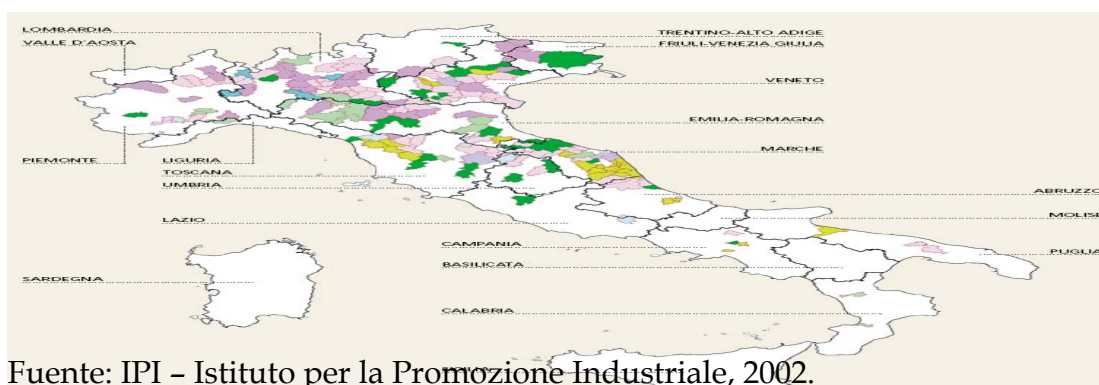 LOMBARDIA
VALLE D'AOSTA
TRENTINO-ALTO ADIGE
FRIULI-VENEZIA GIULIA
VENETO
EMILIA-ROMAGNA
MARCHE
PIEMONTE
LIGURIA
TOSCANA
UMBRIA
ABRUZZO
LAZIO
MOLISE
CAMPANIA
PUGLIA
BASILICATA
SARDEGNA
CALABRIA
SICILIA
Fuente: IPI – Istituto per la Promozione Industriale, 2002.